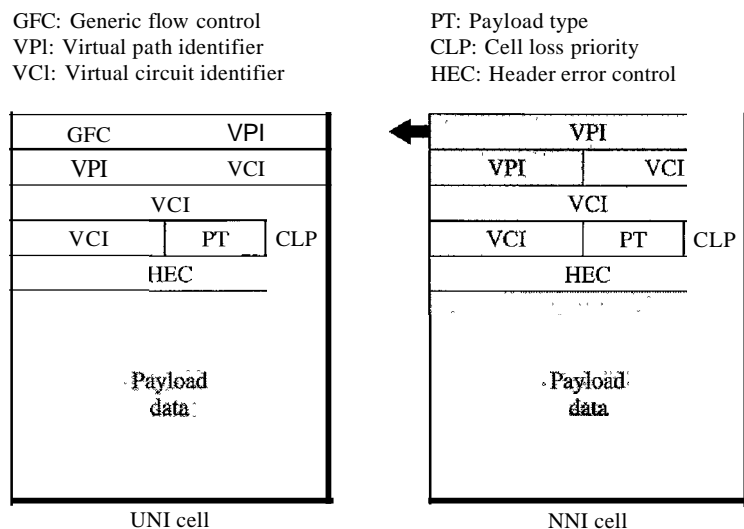 GFC: Generic flow control
VPl: Virtual path identifier
VCl: Virtual circuit identifier
PT: Payload type
CLP: Cell loss priority
HEC: Header error control
GFC VPI
VPI VCI
VCI
VCI PT CLP
HEC
Payload
data
UNI cell
VPI
VPI VCI
VCI
VCI PT CLP
HEC
Payload
data
NNI cell